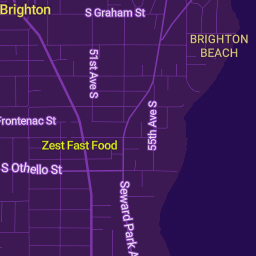 Brighton
S Graham St
BRIGHTON
BEACH
51st Ave S
55th Ave S
Frontenac St
Zest Fast Food
S Othello St
Seward Park A